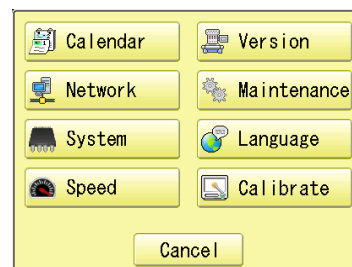 Calendar
Version
Network
Maintenance
System
Language
Speed
Calibrate
Cancel